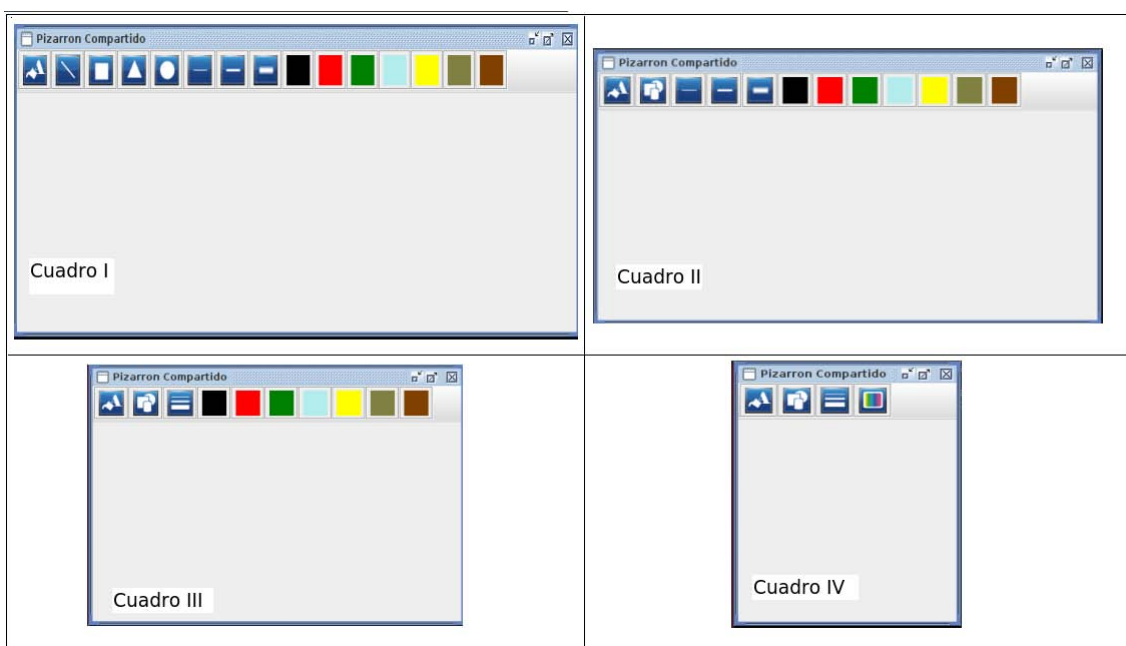 Pizarron Compartido
Cuadro I
Pizarron Compartido
Cuadro II
Pizarron Compartido
Cuadro III
Pizarron Compartido
Cuadro IV